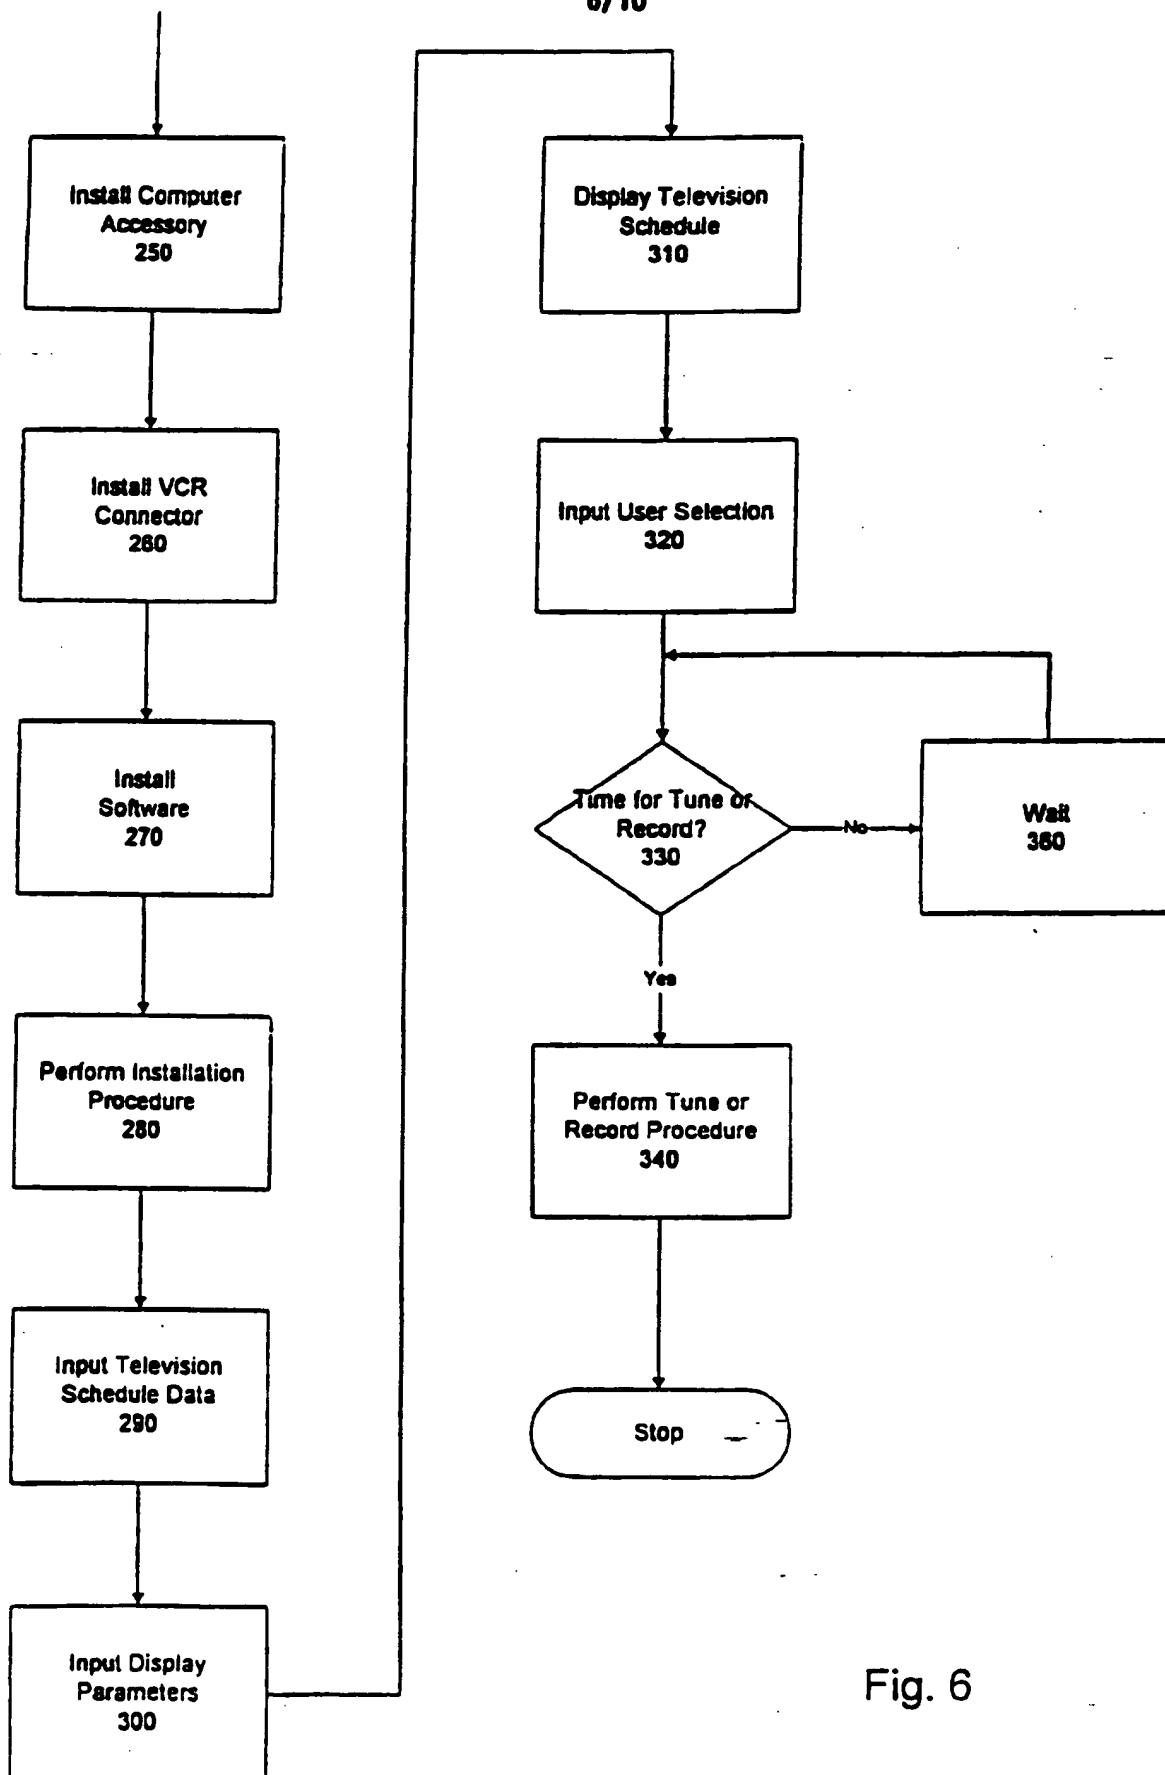 6/10
Install Computer
Accessory
250
Install VCR
Connector
260
Install
Software
270
Perform Installation
Procedure
280
Input Television
Schedule Data
290
Input Display
Parameters
300
Display Television
Schedule
310
Input User Selection
320
Time for Tune or
Record?
330
No
Wait
360
Yes
Perform Tune or
Record Procedure
340
Stop
Fig. 6